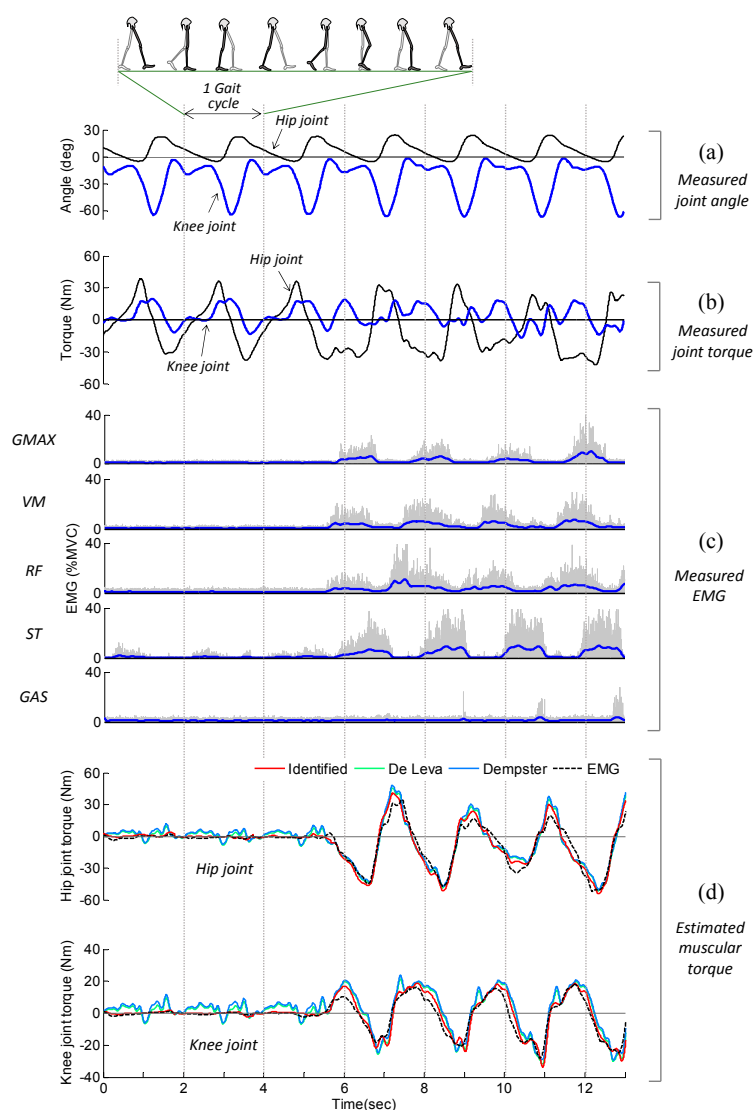 1 Gait
cycle
Hip joint
30
0
-30
-60
Angle (deg)
Knee joint
(a)
Measured
joint angle
Hip joint
60
30
0
-30
-60
Torque (Nm)
Knee joint
(b)
Measured
joint torque
GMAX
40
0
VM
40
0
RF
40
0
EMG (%MVC)
ST
40
0
GAS
40
0
(c)
Measured
EMG
Identified De Leva Dempster EMG
60
30
0
-30
-60
Hip joint torque (Nm)
Hip joint
(d)
Estimated
muscular
torque
40
20
0
-20
-40
Knee joint torque (Nm)
Knee joint
0 2 4 6 8 10 12
Time(sec)